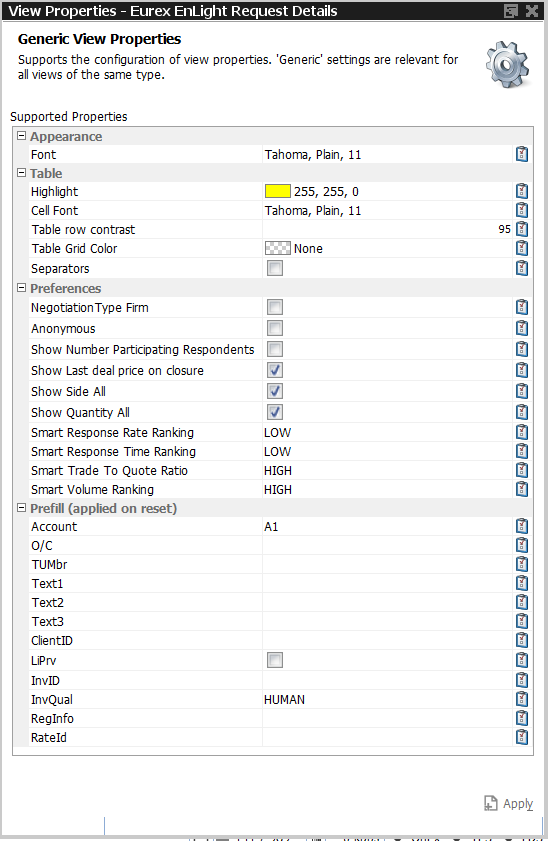 View Properties - Eurex EnLight Request Details
Generic View Properties
Supports the configuration of view properties. 'Generic' settings are relevant for
all views of the same type.
Supported Properties
Appearance
Font Tahoma, Plain, 11
Table
Highlight 255, 255, 0
Cell Font Tahoma, Plain, 11
Table row contrast 95
Table Grid Color None
Separators
Preferences
NegotiationType Firm
Anonymous
Show Number Participating Respondents
Show Last deal price on closure
Show Side All
Show Quantity All
Smart Response Rate Ranking LOW
Smart Response Time Ranking LOW
Smart Trade To Quote Ratio HIGH
Smart Volume Ranking HIGH
Prefill (applied on reset)
Account A1
O/C
TUMbr
Text1
Text2
Text3
ClientID
LiPrv
InvID
InvQual HUMAN
RegInfo
RateId
Apply